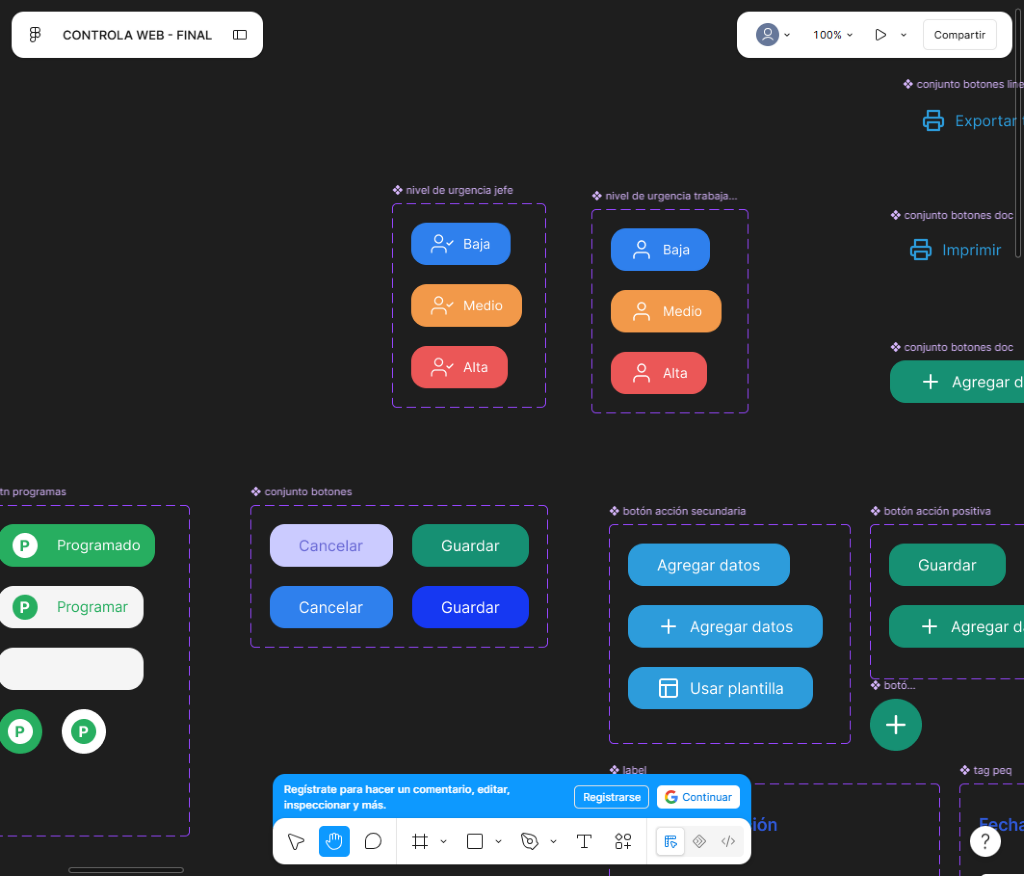 CONTROLA WEB - FINAL
100%
Compartir
conjunto botones line
Exportar
nivel de urgencia jefe
nivel de urgencia trabaja...
Baja
Medio
Alta
Baja
Medio
Alta
conjunto botones doc
Imprimir
conjunto botones doc
Agregar d
tn programas
P Programado
P Programar
P
P
conjunto botones
Cancelar
Guardar
Cancelar
Guardar
botón acción secundaria
Agregar datos
Agregar datos
Usar plantilla
botón acción positiva
Guardar
Agregar da
botó...
label
ión
tag peq
Fecha
Regístrate para hacer un comentario, editar,
inspeccionar y más.
Registrarse
Continuar
?